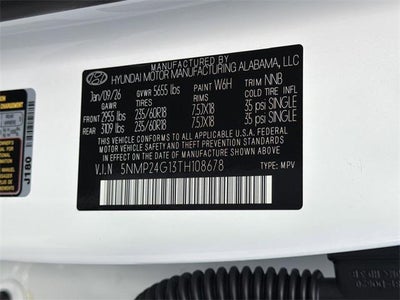 MANUFACTURED BY
HYUNDAI MOTOR MANUFACTURING ALABAMA, LLC
Jan/09/26 GVWR 5655 lbs PAINT W6H TRIM NNB
GAWR TIRES RIMS COLD TIRE INFL
FRONT 2955 lbs 235/60R18 7.5JX18 35 psi SINGLE
REAR 3109 lbs 235/60R18 7.5JX18 35 psi SINGLE
THIS VEHICLE CONFORMS TO ALL APPLICABLE U.S. FEDERAL
MOTOR VEHICLE SAFETY AND THEFT PREVENTION STANDARDS
IN EFFECT ON THE DATE OF MANUFACTURE SHOWN ABOVE.
V.I.N 5NMP24G13TH108678 TYPE: MPV
J180